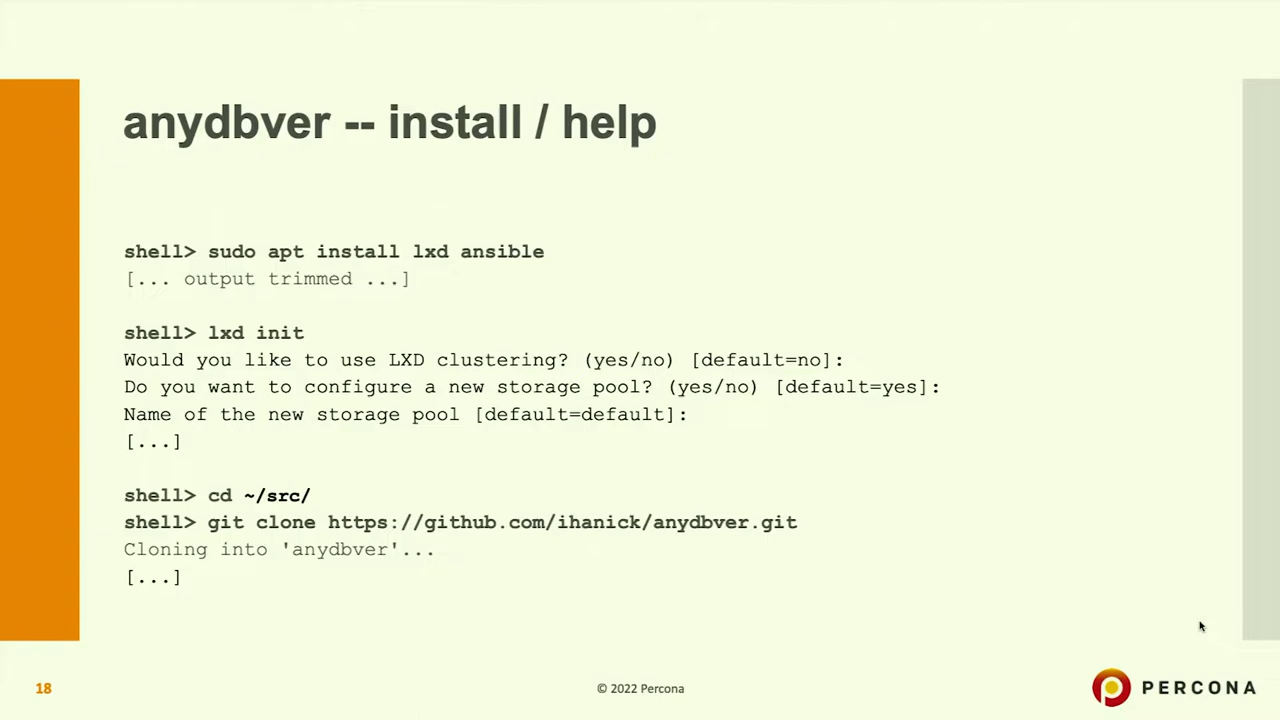 anydbver -- install / help
shell> sudo apt install lxd ansible
[... output trimmed ...]
shell> lxd init
Would you like to use LXD clustering? (yes/no) [default=no]:
Do you want to configure a new storage pool? (yes/no) [default=yes]:
Name of the new storage pool [default=default]:
[...]
shell> cd ~/src/
shell> git clone https://github.com/ihanick/anydbver.git
Cloning into 'anydbver'...
[...]
18
© 2022 Percona
PERCONA